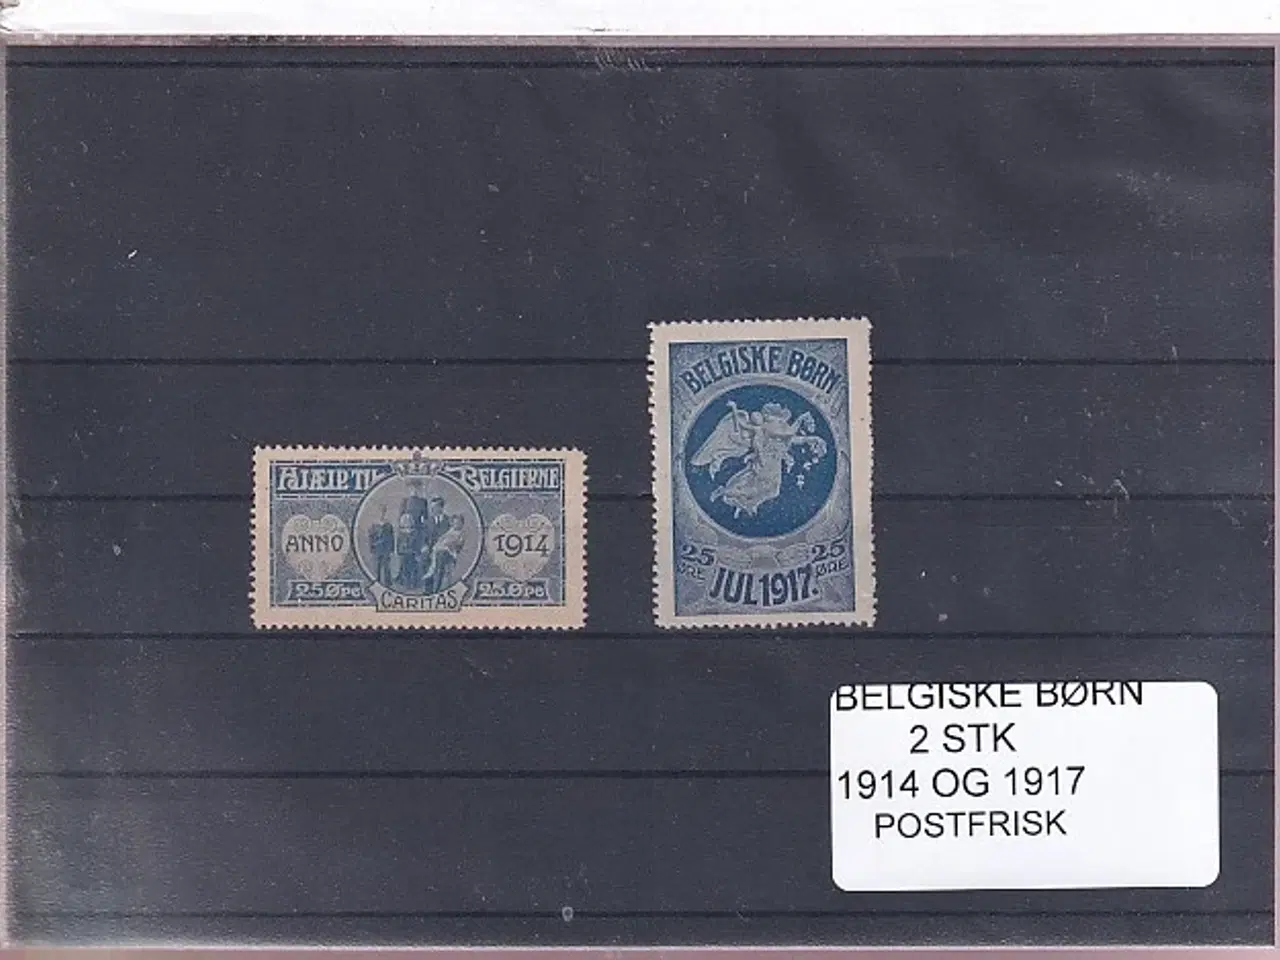 HJÆLP TIL BELGIERNE
ANNO 1914
25 Øre 25 Øre
CARITAS
BELGISKE BØRN
25 ØRE 25 ØRE
JUL 1917.
BELGISKE BØRN
2 STK
1914 OG 1917
POSTFRISK